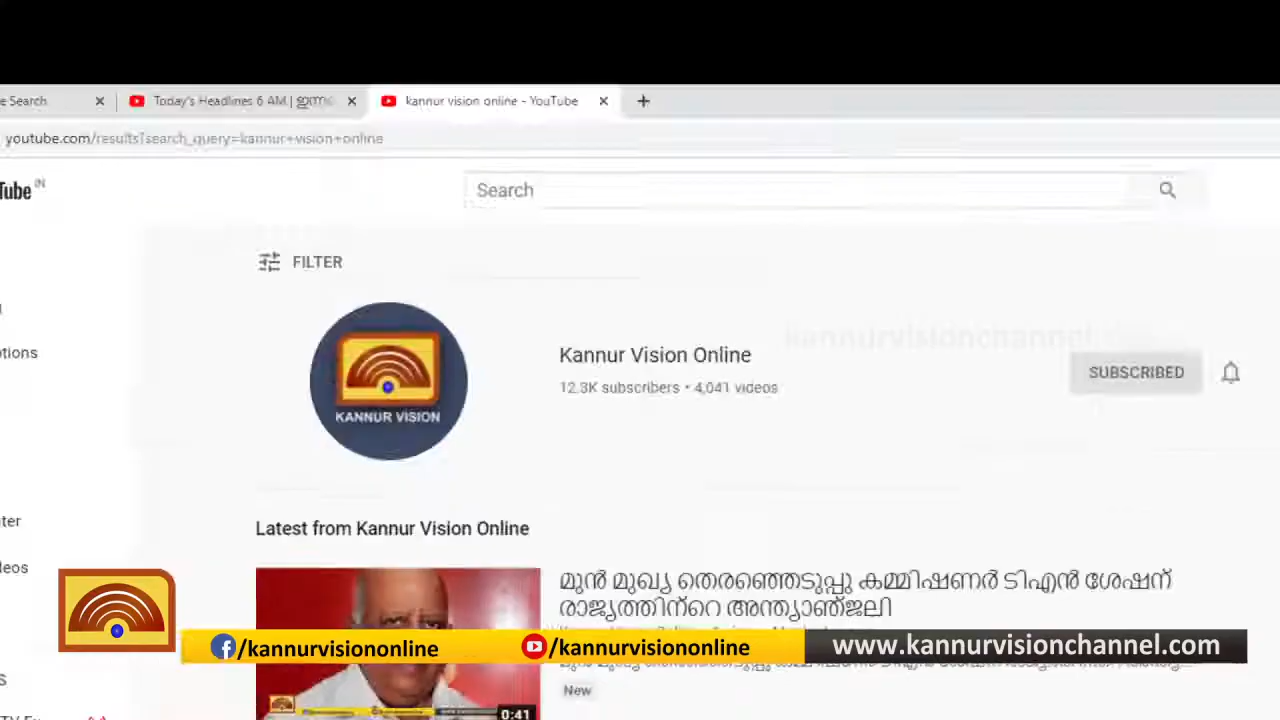 e Search
Today's Headlines 6 AM |
kannur vision online - YouTube
youtube.com/results?search_query=kannur+vision+online
Tube IN
Search
FILTER
kannurvisionchannel
Kannur Vision Online
12.3K subscribers • 4,041 videos
SUBSCRIBED
KANNUR VISION
Latest from Kannur Vision Online
മുൻ മുഖ്യ തെരഞ്ഞെടുപ്പു കമ്മിഷണർ ടിഎൻ ശേഷന്
രാജ്യത്തിന്റെ അന്ത്യാഞ്ജലി
/kannurvisiononline
/kannurvisiononline
www.kannurvisionchannel.com
New
0:41